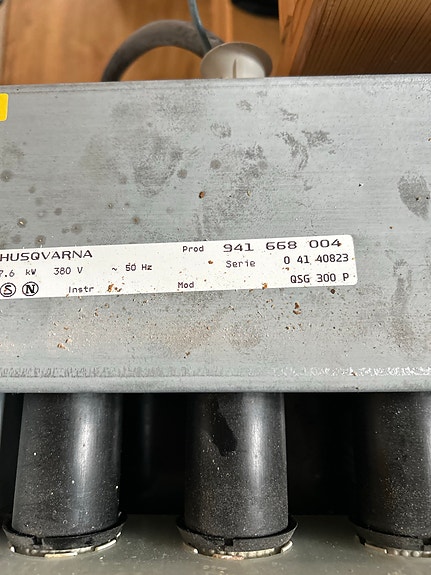 HUSQVARNA Prod 941 668 004
7.6 kW 380 V ~ 50 Hz Serie 0 41 40823
S N Instr Mod QSG 300 P